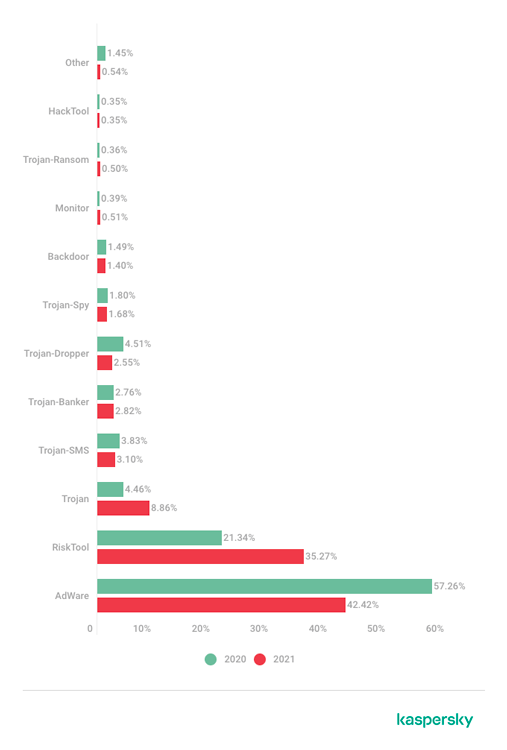 1.45%
Other
0.54%
0.35%
HackTool
0.35%
0.36%
Trojan-Ransom
0.50%
0.39%
Monitor
0.51%
1.49%
Backdoor
1.40%
1.80%
Trojan-Spy
1.68%
4.51%
Trojan-Dropper
2.55%
2.76%
Trojan-Banker
2.82%
3.83%
Trojan-SMS
3.10%
4.46%
Trojan
8.86%
21.34%
RiskTool
35.27%
57.26%
AdWare
42.42%
0 10% 20% 30% 40% 50% 60%
2020 2021
kaspersky